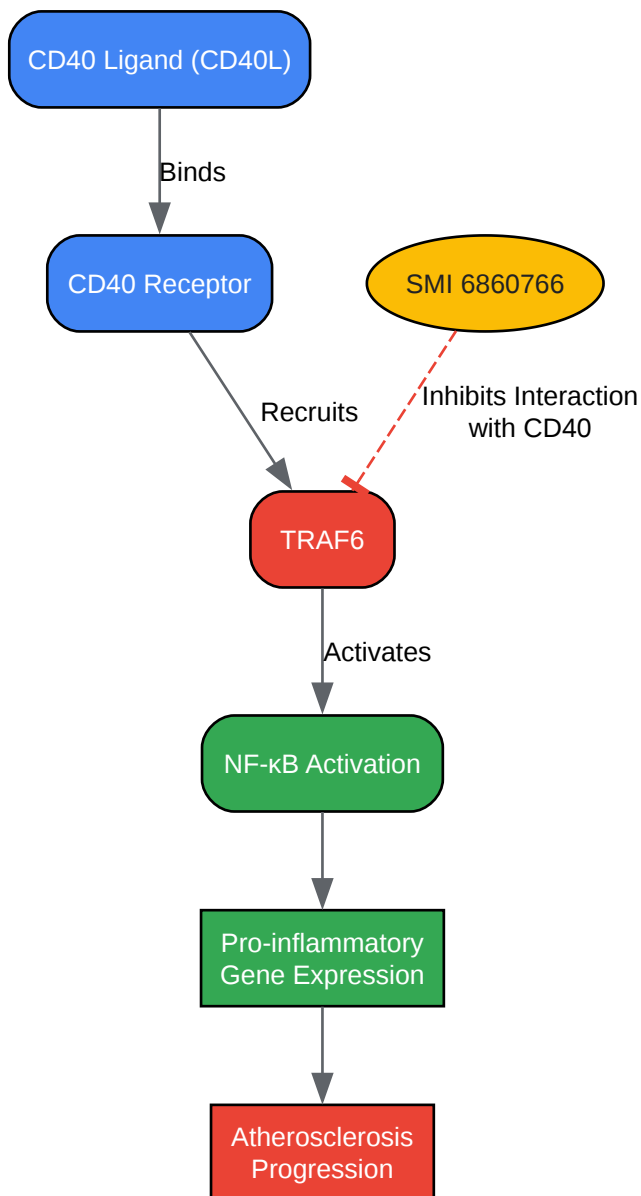 CD40 Ligand (CD40L)
Binds
CD40 Receptor
SMI 6860766
Recruits
Inhibits Interaction
with CD40
TRAF6
Activates
NF-κB Activation
Pro-inflammatory
Gene Expression
Atherosclerosis
Progression